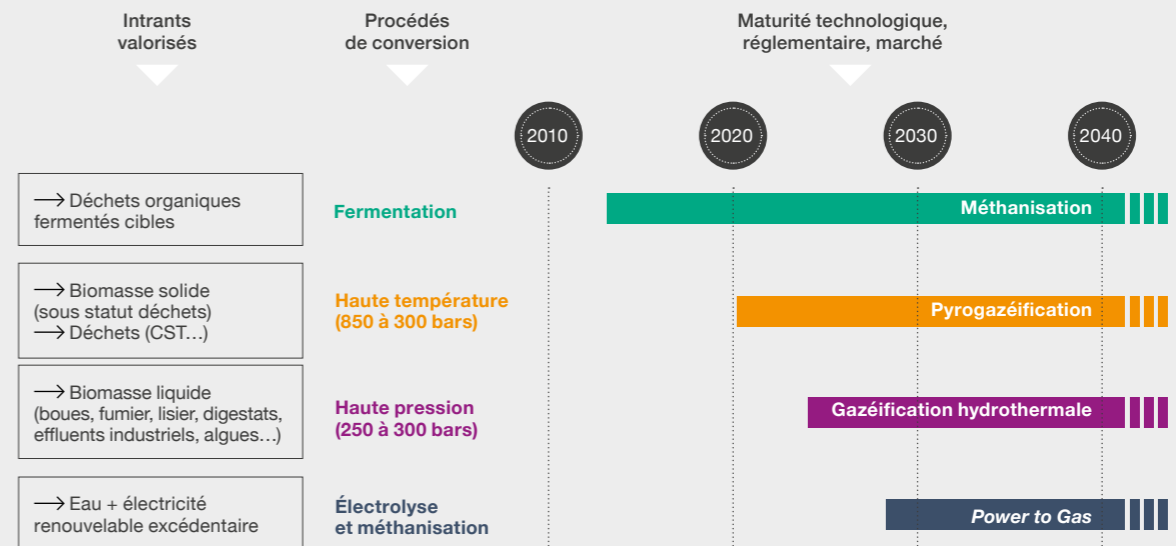 Intrants
valorisés
Procédés
de conversion
Maturité technologique,
réglementaire, marché
2010
2020
2030
2040
→ Déchets organiques
fermentés cibles
Fermentation
Méthanisation
→ Biomasse solide
(sous statut déchets)
→ Déchets (CST…)
Haute température
(850 à 300 bars)
Pyrogazéification
→ Biomasse liquide
(boues, fumier, lisier, digestats,
effluents industriels, algues…)
Haute pression
(250 à 300 bars)
Gazéification hydrothermale
→ Eau + électricité
renouvelable excédentaire
Électrolyse
et méthanisation
Power to Gas